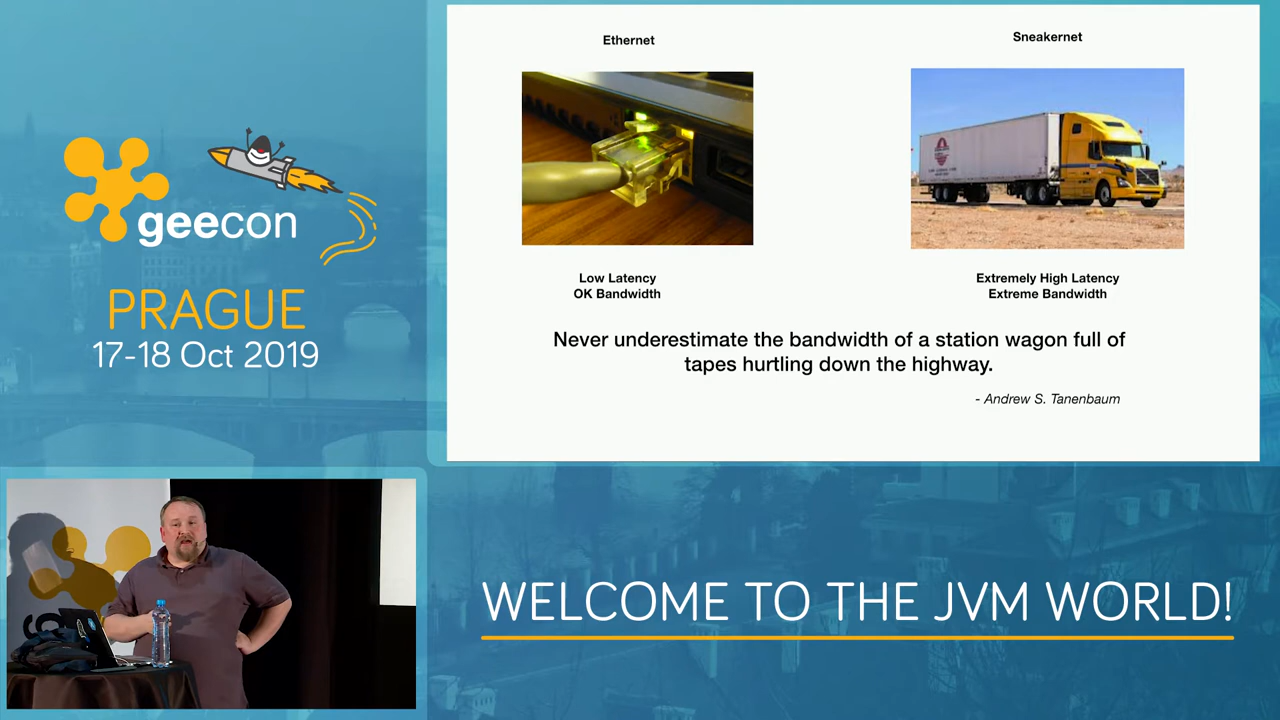 geecon
PRAGUE
17-18 Oct 2019
Ethernet
Sneakernet
Low Latency
OK Bandwidth
Extremely High Latency
Extreme Bandwidth
Never underestimate the bandwidth of a station wagon full of
tapes hurtling down the highway.
- Andrew S. Tanenbaum
WELCOME TO THE JVM WORLD!